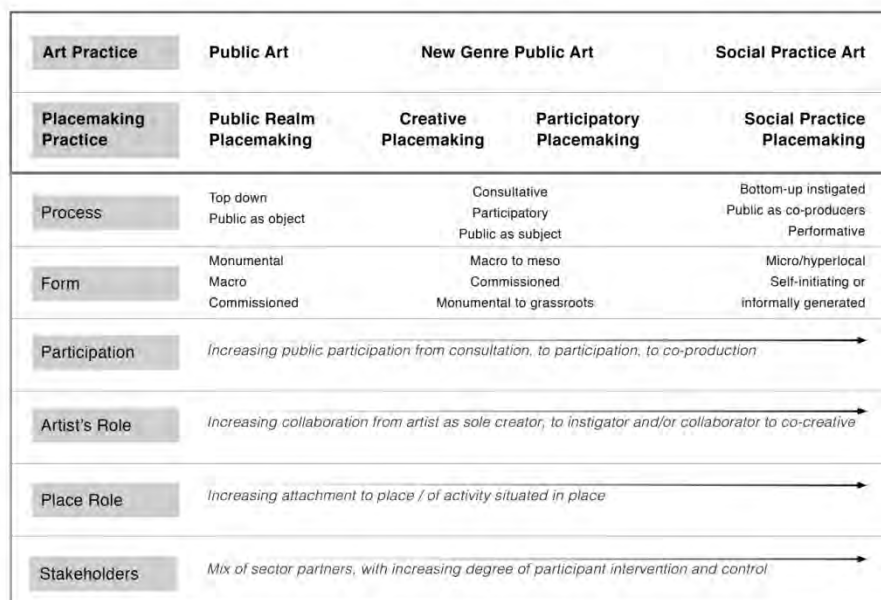 Art Practice Public Art New Genre Public Art Social Practice Art
Placemaking Public Realm Creative Participatory Social Practice
Practice Placemaking Placemaking Placemaking Placemaking
Process
Top down
Public as object
Consultative
Participatory
Public as subject
Bottom-up instigated
Public as co-producers
Performative
Form
Monumental
Macro
Commissioned
Macro to meso
Commissioned
Monumental to grassroots
Micro/hyperlocal
Self-initiating or
informally generated
Participation
Increasing public participation from consultation, to participation, to co-production
Artist's Role
Increasing collaboration from artist as sole creator, to instigator and/or collaborator to co-creative
Place Role
Increasing attachment to place / of activity situated in place
Stakeholders
Mix of sector partners, with increasing degree of participant intervention and control